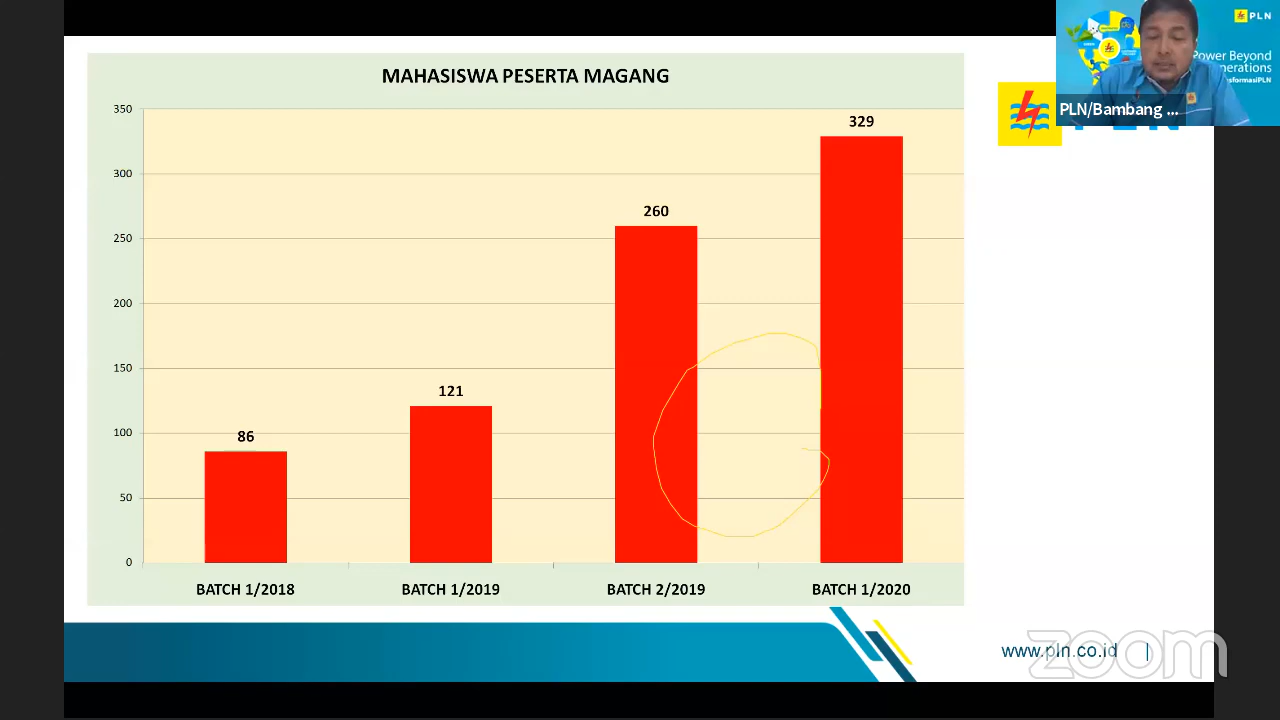 MAHASISWA PESERTA MAGANG
350
300
250
200
150
100
50
0
86
121
260
329
BATCH 1/2018
BATCH 1/2019
BATCH 2/2019
BATCH 1/2020
PLN
Power Beyond
PLN/Bambang ...
www.pln.co.id |
zoom